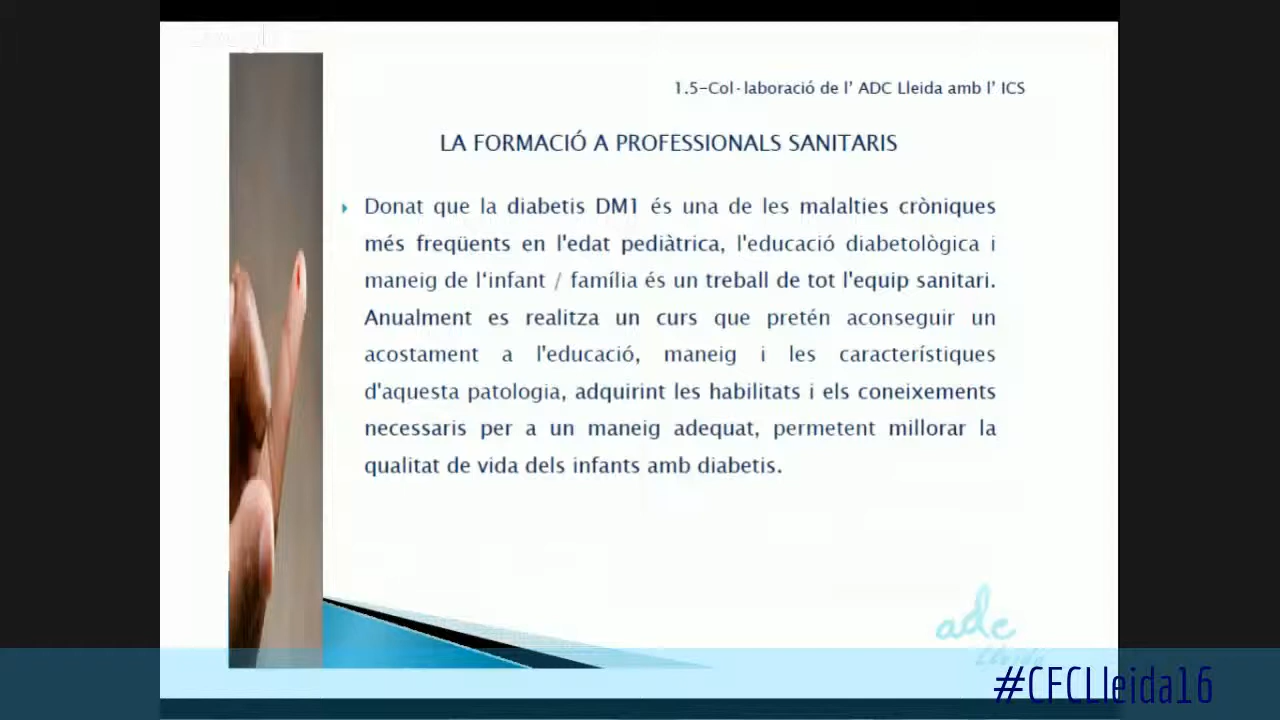 1.5-Col·laboració de l’ ADC Lleida amb l’ ICS
LA FORMACIÓ A PROFESSIONALS SANITARIS
Donat que la diabetis DM1 és una de les malalties cròniques
més freqüents en l'edat pediàtrica, l'educació diabetològica i
maneig de l‘infant / família és un treball de tot l'equip sanitari.
Anualment es realitza un curs que pretén aconseguir un
acostament a l'educació, maneig i les característiques
d'aquesta patologia, adquirint les habilitats i els coneixements
necessaris per a un maneig adequat, permetent millorar la
qualitat de vida dels infants amb diabetis.
adc
Lleida
#CFCLleida16